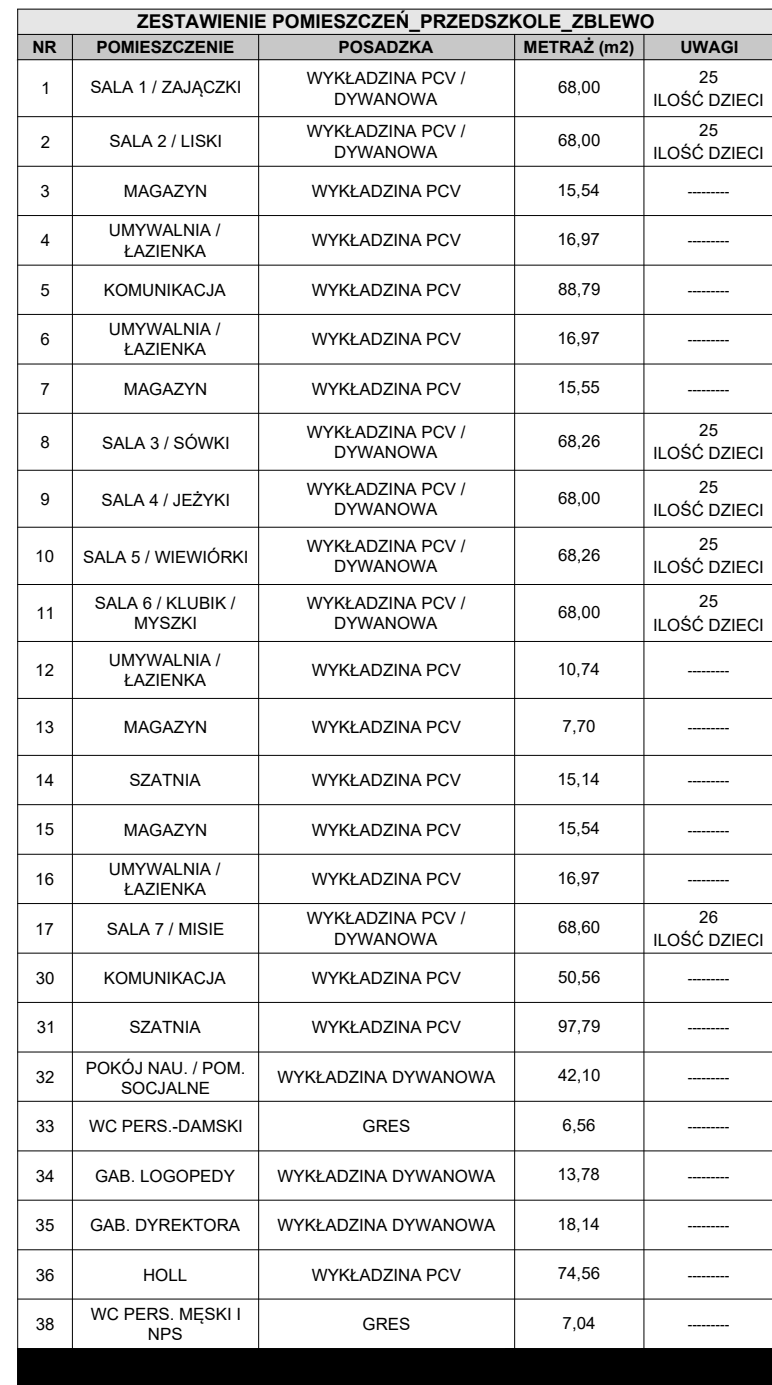 ZESTAWIENIE POMIESZCZEŃ_PRZEDSZKOLE_ZBLEWO
NR POMIESZCZENIE POSADZKA METRAŻ (m2) UWAGI
1 SALA 1 / ZAJĄCZKI WYKŁADZINA PCV / DYWANOWA 68,00 25 ILOŚĆ DZIECI
2 SALA 2 / LISKI WYKŁADZINA PCV / DYWANOWA 68,00 25 ILOŚĆ DZIECI
3 MAGAZYN WYKŁADZINA PCV 15,54 ---------
4 UMYWALNIA / ŁAZIENKA WYKŁADZINA PCV 16,97 ---------
5 KOMUNIKACJA WYKŁADZINA PCV 88,79 ---------
6 UMYWALNIA / ŁAZIENKA WYKŁADZINA PCV 16,97 ---------
7 MAGAZYN WYKŁADZINA PCV 15,55 ---------
8 SALA 3 / SÓWKI WYKŁADZINA PCV / DYWANOWA 68,26 25 ILOŚĆ DZIECI
9 SALA 4 / JEŻYKI WYKŁADZINA PCV / DYWANOWA 68,00 25 ILOŚĆ DZIECI
10 SALA 5 / WIEWIÓRKI WYKŁADZINA PCV / DYWANOWA 68,26 25 ILOŚĆ DZIECI
11 SALA 6 / KLUBIK / MYSZKI WYKŁADZINA PCV / DYWANOWA 68,00 25 ILOŚĆ DZIECI
12 UMYWALNIA / ŁAZIENKA WYKŁADZINA PCV 10,74 ---------
13 MAGAZYN WYKŁADZINA PCV 7,70 ---------
14 SZATNIA WYKŁADZINA PCV 15,14 ---------
15 MAGAZYN WYKŁADZINA PCV 15,54 ---------
16 UMYWALNIA / ŁAZIENKA WYKŁADZINA PCV 16,97 ---------
17 SALA 7 / MISIE WYKŁADZINA PCV / DYWANOWA 68,60 26 ILOŚĆ DZIECI
30 KOMUNIKACJA WYKŁADZINA PCV 50,56 ---------
31 SZATNIA WYKŁADZINA PCV 97,79 ---------
32 POKÓJ NAU. / POM. SOCJALNE WYKŁADZINA DYWANOWA 42,10 ---------
33 WC PERS.-DAMSKI GRES 6,56 ---------
34 GAB. LOGOPEDY WYKŁADZINA DYWANOWA 13,78 ---------
35 GAB. DYREKTORA WYKŁADZINA DYWANOWA 18,14 ---------
36 HOLL WYKŁADZINA PCV 74,56 ---------
38 WC PERS. MĘSKI I NPS GRES 7,04 ---------